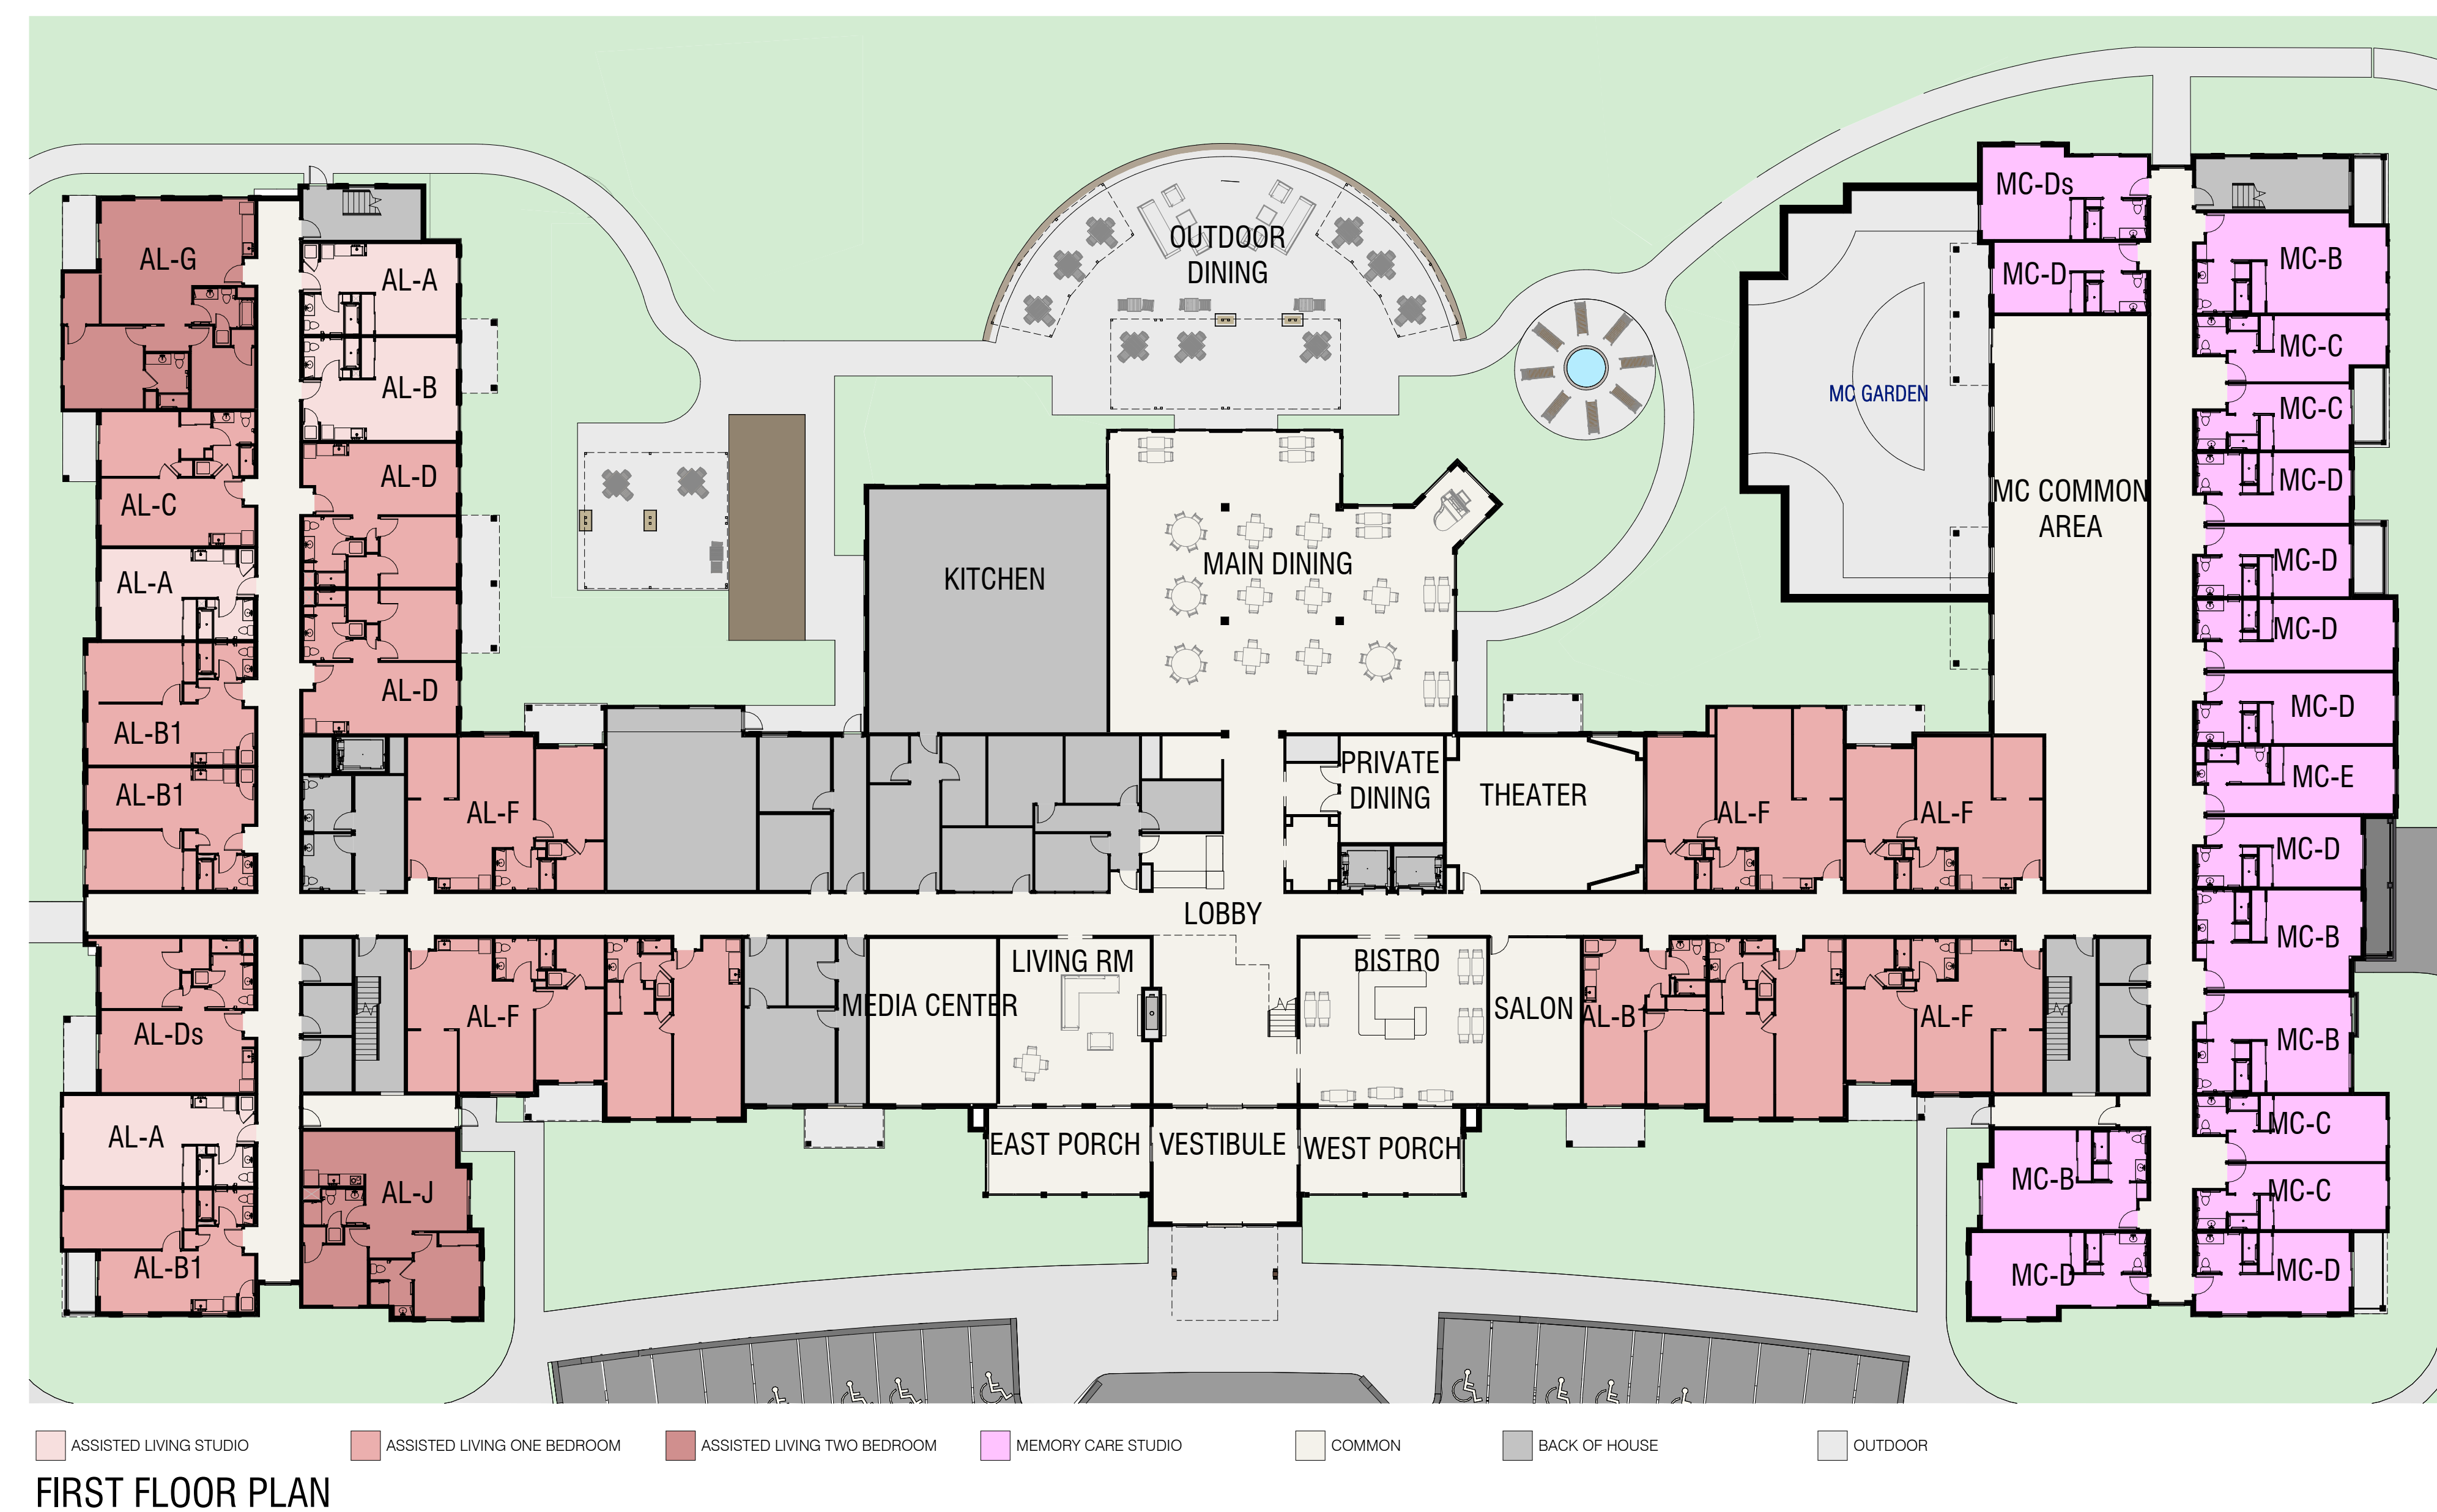 MC-Ds
OUTDOOR
DINING
AL-G
MC-B
AL-A
MC-D
MC-C
AL-B
MC GARDEN
MC-C
AL-D
MC-D
AL-C
MC COMMON
AREA
MAIN DINING
MC-D
KITCHEN
AL-A
MC-D
AL-D
MC-D
AL-B1
PRIVATE
DINING
MC-E
AL-B1
THEATER
AL-F
AL-F
AL-F
MC-D
LOBBY
MC-B
LIVING RM
BISTRO
MEDIA CENTER
SALON
AL-B1
AL-F
AL-F
AL-Ds
MC-B
MC-C
AL-A
EAST PORCH
VESTIBULE
WEST PORCH
MC-B
AL-J
MC-C
AL-B1
MC-D
MC-D
ASSISTED LIVING STUDIO
ASSISTED LIVING ONE BEDROOM
ASSISTED LIVING TWO BEDROOM
MEMORY CARE STUDIO
COMMON
BACK OF HOUSE
OUTDOOR
FIRST FLOOR PLAN